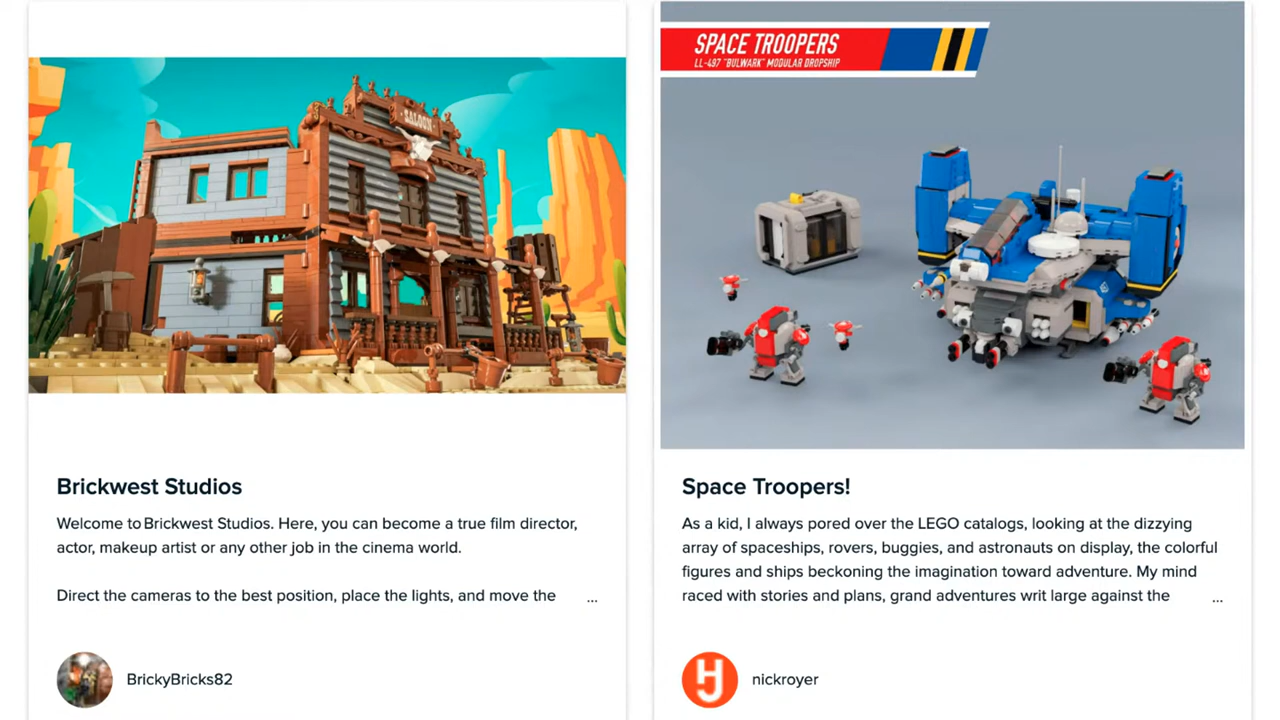 SALOON
SPACE TROOPERS
LL-497 "BULWARK" MODULAR DROPSHIP
Brickwest Studios
Welcome to Brickwest Studios. Here, you can become a true film director,
actor, makeup artist or any other job in the cinema world.
Direct the cameras to the best position, place the lights, and move the
...
BrickyBricks82
Space Troopers!
As a kid, I always pored over the LEGO catalogs, looking at the dizzying
array of spaceships, rovers, buggies, and astronauts on display, the colorful
figures and ships beckoning the imagination toward adventure. My mind
raced with stories and plans, grand adventures writ large against the
...
nickroyer